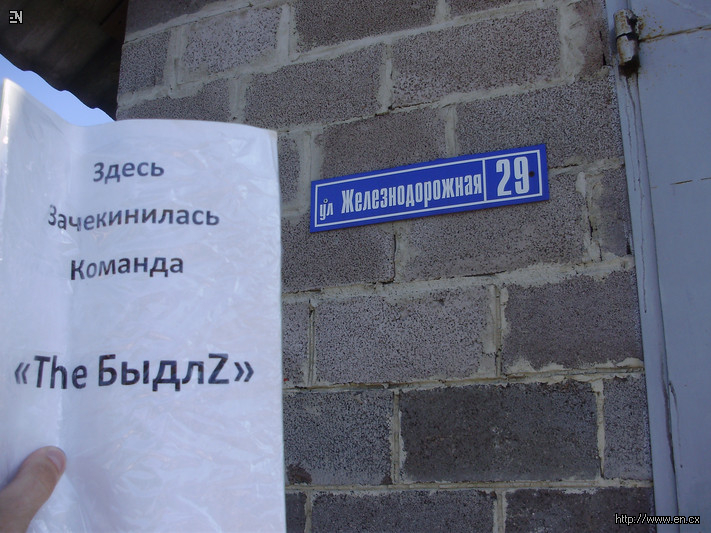 EN
Здесь
Зачекинилась
Команда
«The БыдлZ»
ул Железнодорожная 29
http://www.en.cx